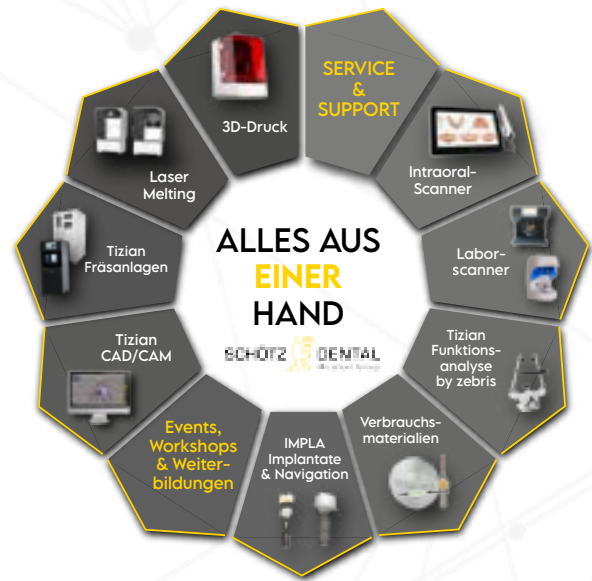 ALLES AUS
EINER
HAND
SCHÜTZ DENTAL
SERVICE
&
SUPPORT
Intraoral-
Scanner
Labor-
scanner
Tizian
Funktions-
analyse
by zebris
Verbrauchs-
materialien
IMPLA
Implantate
& Navigation
Events,
Workshops
& Weiter-
bildungen
Tizian
CAD/CAM
Tizian
Fräsanlagen
Laser
Melting
3D-Druck